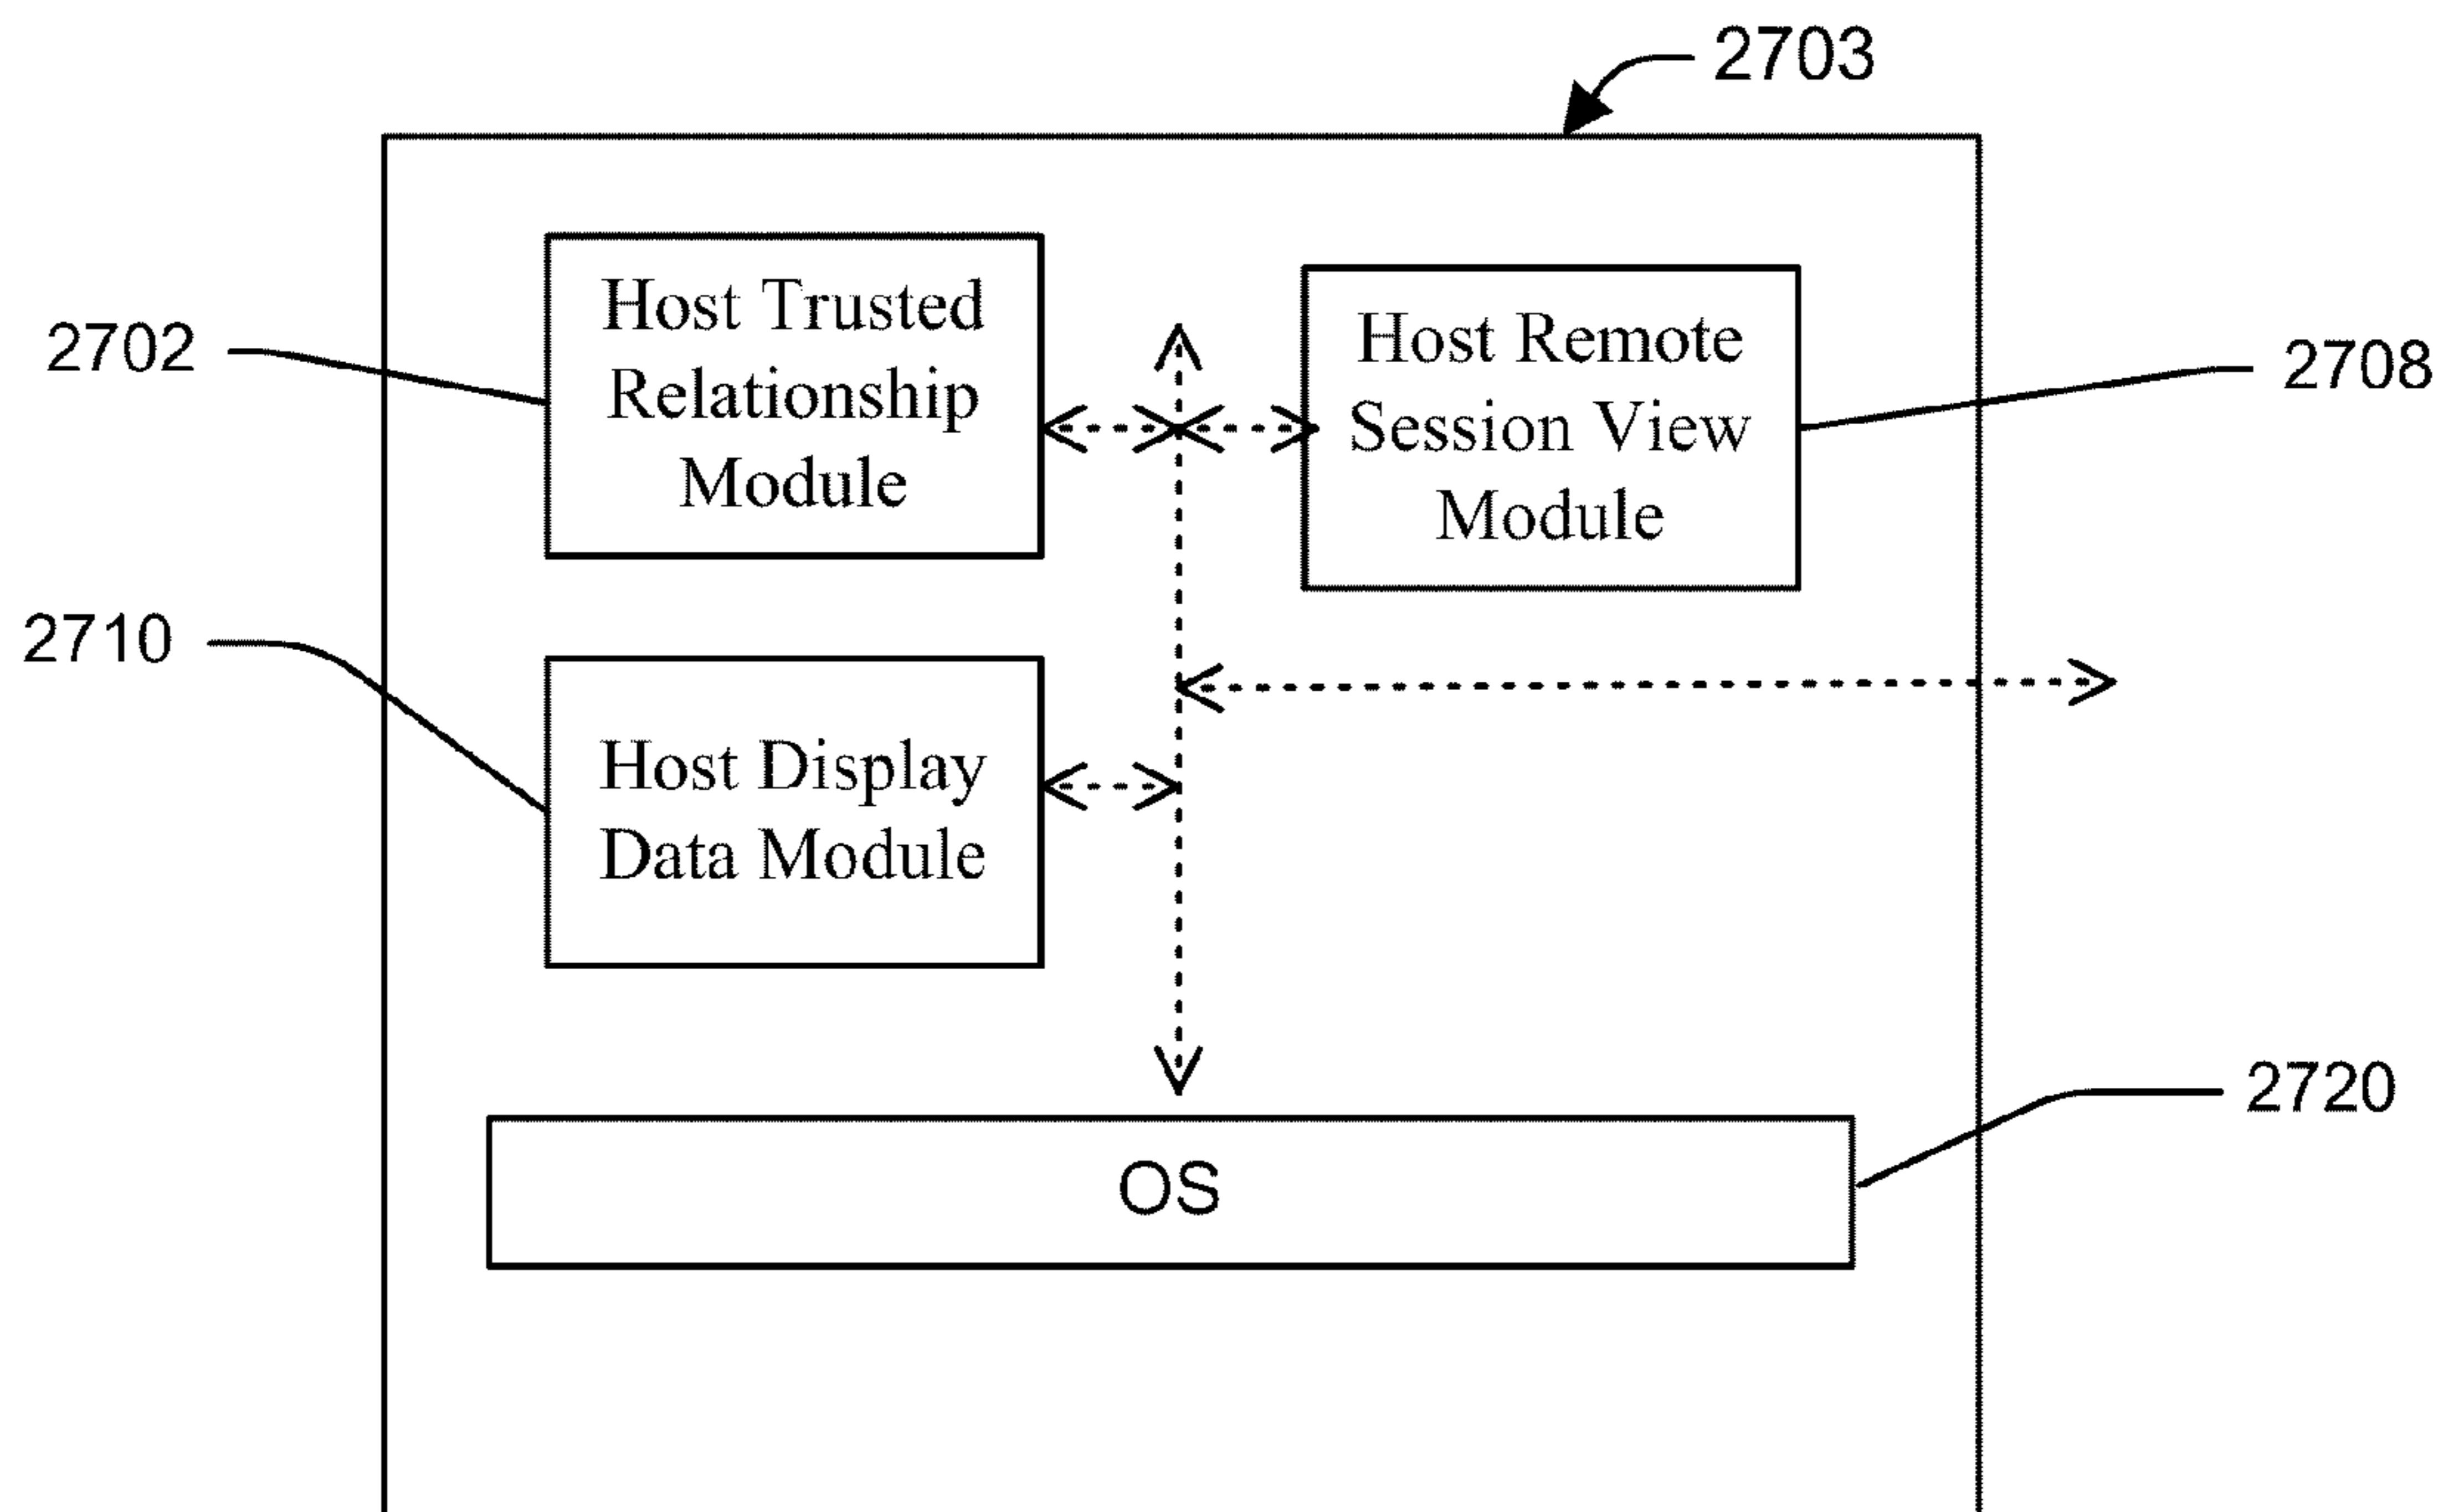 2703
Host Trusted
Relationship
Module
2702
Host Remote
Session View
Module
2708
2710
Host Display
Data Module
2720
OS